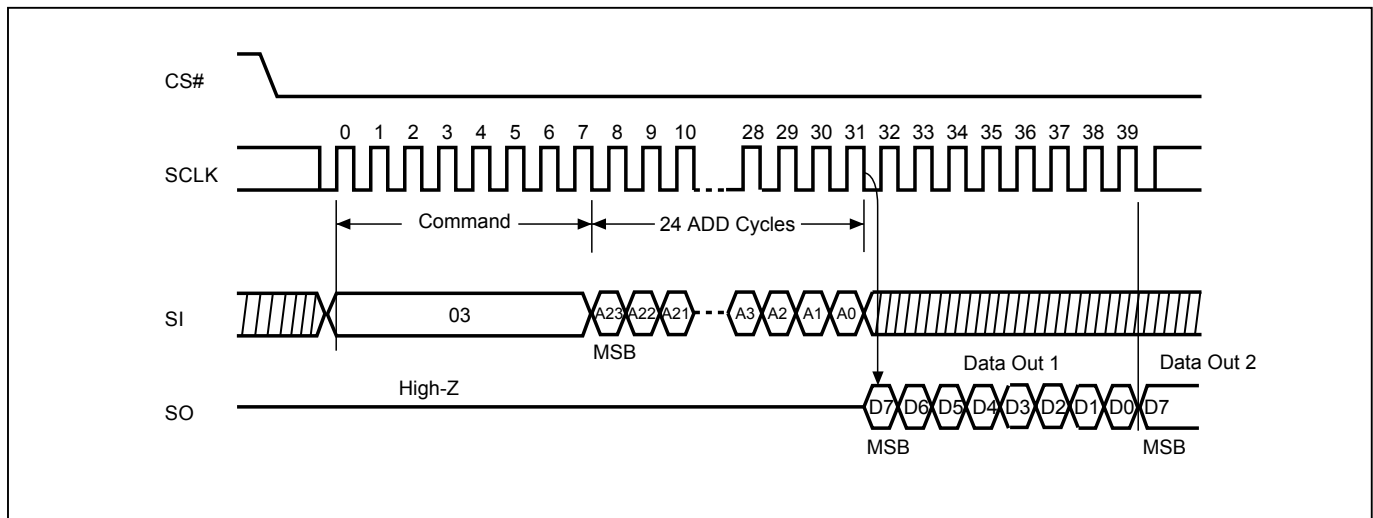 CS#
0 1 2 3 4 5 6 7 8 9 10 28 29 30 31 32 33 34 35 36 37 38 39
SCLK
Command 24 ADD Cycles
SI 03 A23 A22 A21 A3 A2 A1 A0
MSB
High-Z Data Out 1 Data Out 2
SO D7 D6 D5 D4 D3 D2 D1 D0 D7
MSB MSB